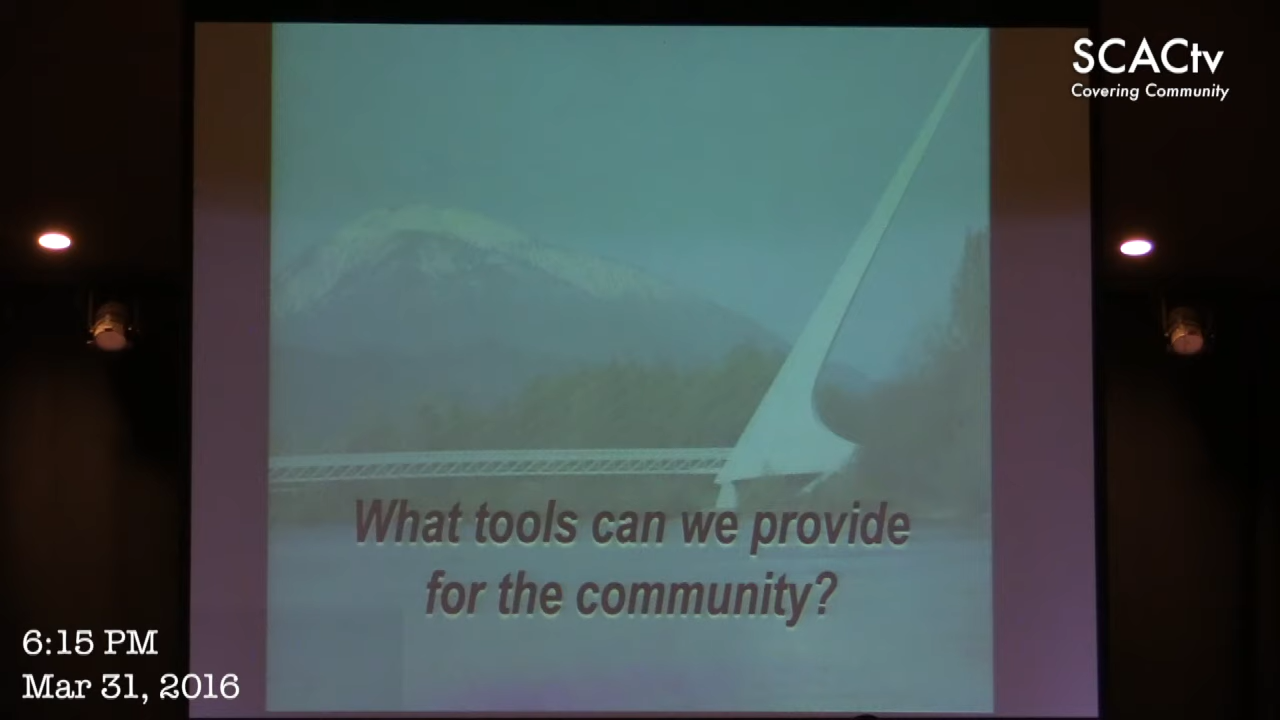 SCACtv
Covering Community
What tools can we provide
for the community?
6:15 PM
Mar 31, 2016